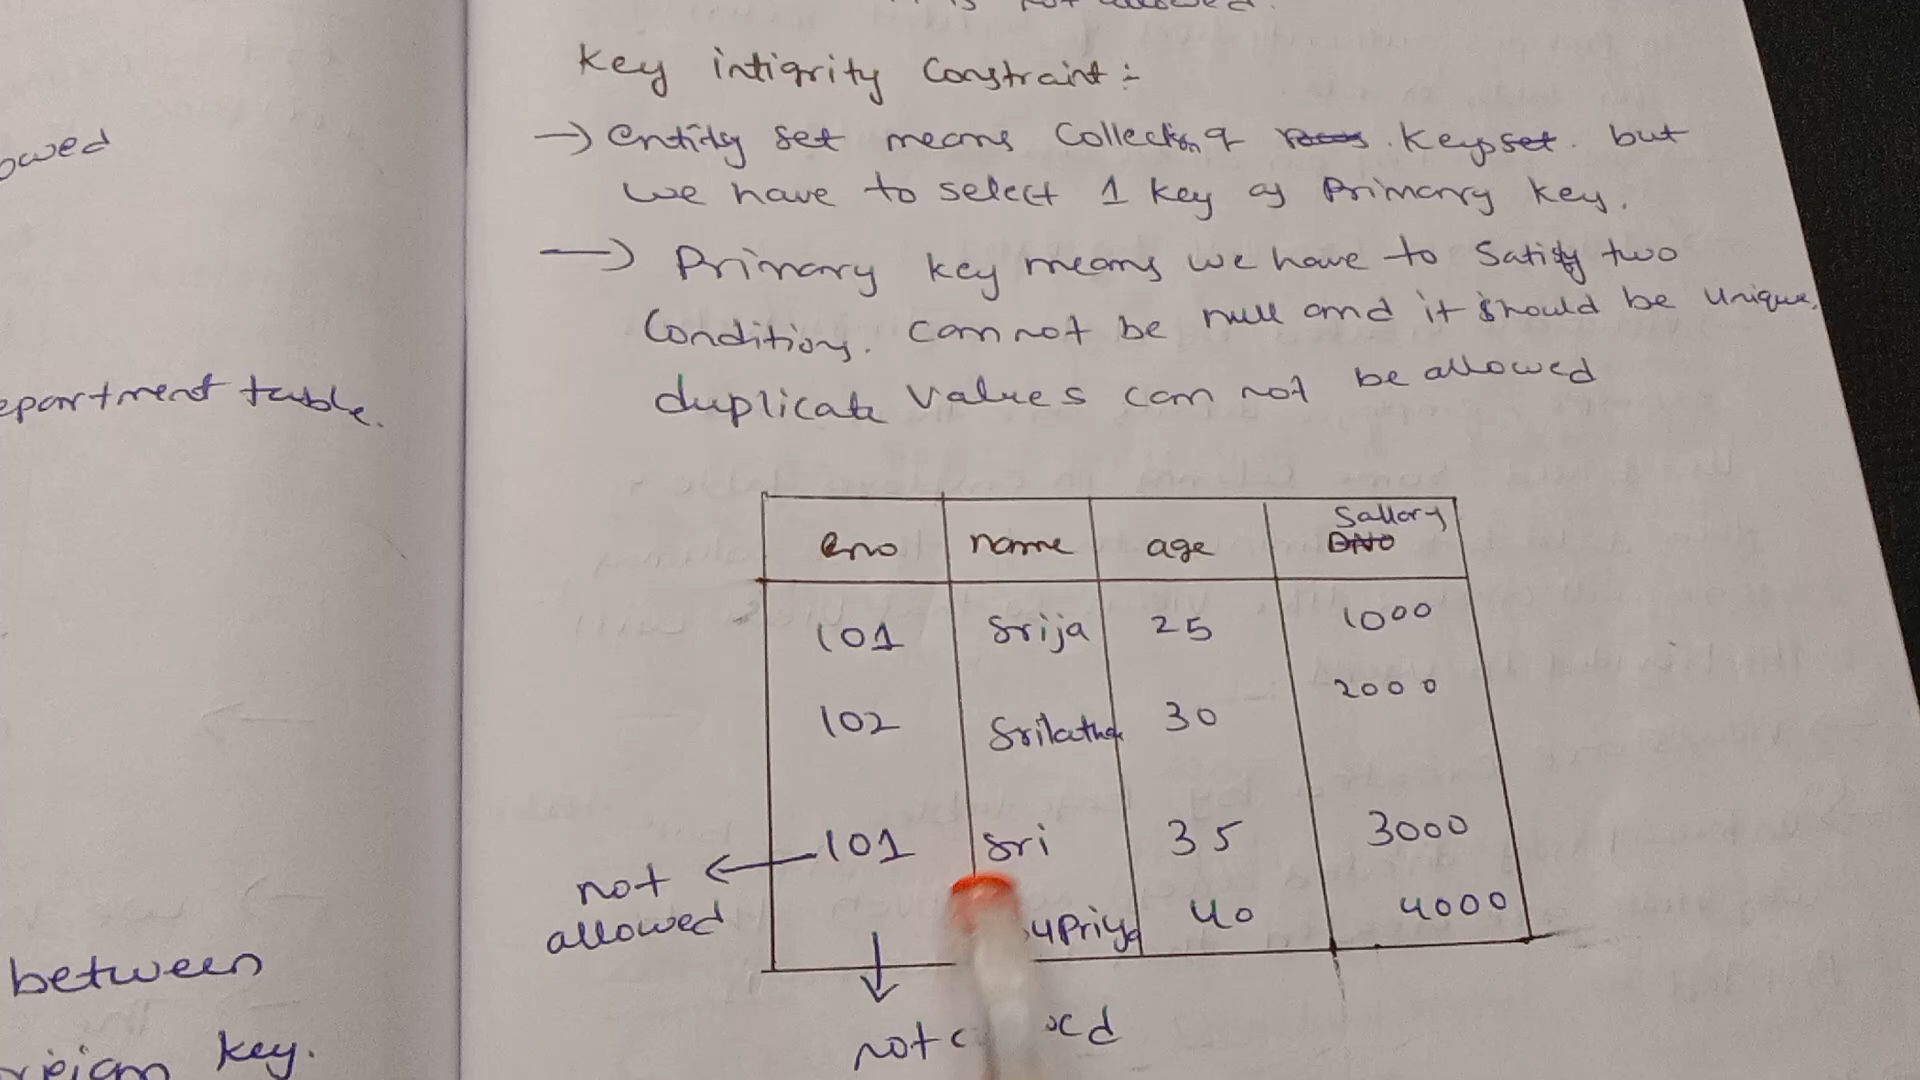 owed
epartment table.
between
key.
Key intigrity Constraint :-
→ entity set means Collection of Keyset. but
we have to select 1 key as Primary key.
→ Primary key means we have to Satisfy two
Conditions. can not be null and it should be unique.
duplicate values can not be allowed
eno name age Sallary
101 Srija 25 1000
102 Srilatha 30 2000
101 Sri 35 3000
upriya 40 4000
not
allowed
not